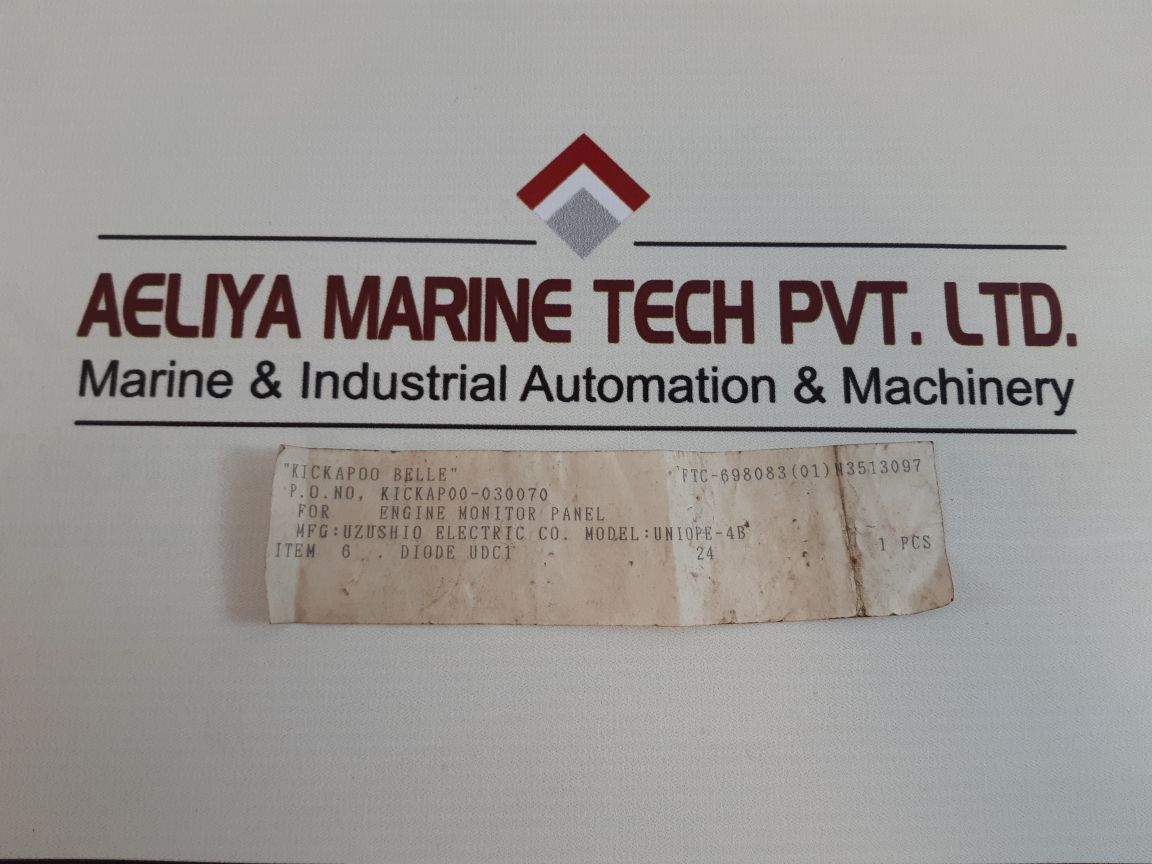 AELIYA MARINE TECH PVT. LTD.
Marine & Industrial Automation & Machinery
"KICKAPOO BELLE" FTC-698083(01)N3513097
P.O.NO, KICKAPOO-030070
FOR ENGINE MONITOR PANEL
MFG:UZUSHIO ELECTRIC CO. MODEL:UNIOPE-4B
ITEM 6 . DIODE UDC1 24 1 PCS